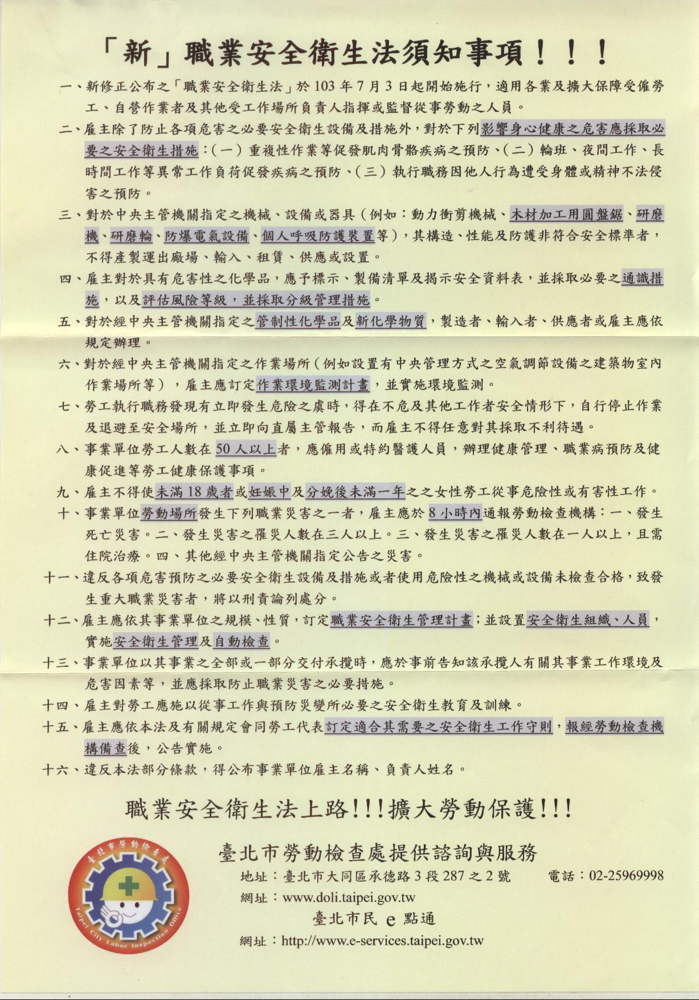 「新」職業安全衛生法須知事項！！！
一、新修正公布之「職業安全衛生法」於 103 年 7 月 3 日起開始施行，適用各業及擴大保障受僱勞
工、自營作業者及其他受工作場所負責人指揮或監督從事勞動之人員。
二、雇主除了防止各項危害之必要安全衛生設備及措施外，對於下列影響身心健康之危害應採取必
要之安全衛生措施：（一）重複性作業等促發肌肉骨骼疾病之預防、（二）輪班、夜間工作、長
時間工作等異常工作負荷促發疾病之預防、（三）執行職務因他人行為遭受身體或精神不法侵
害之預防。
三、對於中央主管機關指定之機械、設備或器具（例如：動力衝剪機械、木材加工用圓盤鋸、研磨
機、研磨輪、防爆電氣設備、個人呼吸防護裝置等），其構造、性能及防護非符合安全標準者，
不得產製運出廠場、輸入、租賃、供應或設置。
四、雇主對於具有危害性之化學品，應予標示、製備清單及揭示安全資料表，並採取必要之通識措
施，以及評估風險等級，並採取分級管理措施。
五、對於經中央主管機關指定之管制性化學品及新化學物質，製造者、輸入者、供應者或雇主應依
規定辦理。
六、對於經中央主管機關指定之作業場所（例如設置有中央管理方式之空氣調節設備之建築物室內
作業場所等），雇主應訂定作業環境監測計畫，並實施環境監測。
七、勞工執行職務發現有立即發生危險之虞時，得在不危及其他工作者安全情形下，自行停止作業
及退避至安全場所，並立即向直屬主管報告，而雇主不得任意對其採取不利待遇。
八、事業單位勞工人數在 50 人以上者，應僱用或特約醫護人員，辦理健康管理、職業病預防及健
康促進等勞工健康保護事項。
九、雇主不得使未滿 18 歲者或妊娠中及分娩後未滿一年之之女性勞工從事危險性或有害性工作。
十、事業單位勞動場所發生下列職業災害之一者，雇主應於 8 小時內通報勞動檢查機構：一、發生
死亡災害。二、發生災害之罹災人數在三人以上。三、發生災害之罹災人數在一人以上，且需
住院治療。四、其他經中央主管機關指定公告之災害。
十一、違反各項危害預防之必要安全衛生設備及措施或者使用危險性之機械或設備未檢查合格，致發
生重大職業災害者，將以刑責論列處分。
十二、雇主應依其事業單位之規模、性質，訂定職業安全衛生管理計畫；並設置安全衛生組織、人員，
實施安全衛生管理及自動檢查。
十三、事業單位以其事業之全部或一部分交付承攬時，應於事前告知該承攬人有關其事業工作環境及
危害因素等，並應採取防止職業災害之必要措施。
十四、雇主對勞工應施以從事工作與預防災變所必要之安全衛生教育及訓練。
十五、雇主應依本法及有關規定會同勞工代表訂定適合其需要之安全衛生工作守則，報經勞動檢查機
構備查後，公告實施。
十六、違反本法部分條款，得公布事業單位雇主名稱、負責人姓名。
職業安全衛生法上路!!!擴大勞動保護!!!
臺北市勞動檢查處
Taipei City Labor Inspection Office
臺北市勞動檢查處提供諮詢與服務
地址：臺北市大同區承德路 3 段 287 之 2 號 電話：02-25969998
網址：www.doli.taipei.gov.tw
臺北市民 e 點通
網址：http://www.e-services.taipei.gov.tw